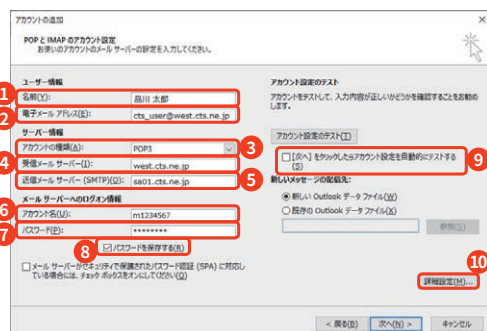 アカウントの追加
POP と IMAP のアカウント設定
お使いのアカウントのメール サーバーの設定を入力してください。
ユーザー情報
1 名前(Y): 品川 太郎
2 電子メール アドレス(E): cts_user@west.cts.ne.jp
サーバー情報
アカウントの種類(A): POP3 3
4 受信メール サーバー(I): west.cts.ne.jp
送信メール サーバー (SMTP)(O): sa01.cts.ne.jp 5
メール サーバーへのログオン情報
6 アカウント名(U): m1234567
7 パスワード(P): ********
8 パスワードを保存する(R)
メール サーバーがセキュリティで保護されたパスワード認証 (SPA) に対応し
ている場合には、チェック ボックスをオンにしてください(Q)
アカウント設定のテスト
アカウントをテストして、入力内容が正しいかどうかを確認することをお勧め
します。
アカウント設定のテスト(T)
[次へ] をクリックしたらアカウント設定を自動的にテストする
(S) 9
新しいメッセージの配信先:
新しい Outlook データ ファイル(W)
既存の Outlook データ ファイル(X)
参照(S)
10
詳細設定(M)...
< 戻る(B) 次へ(N) > キャンセル